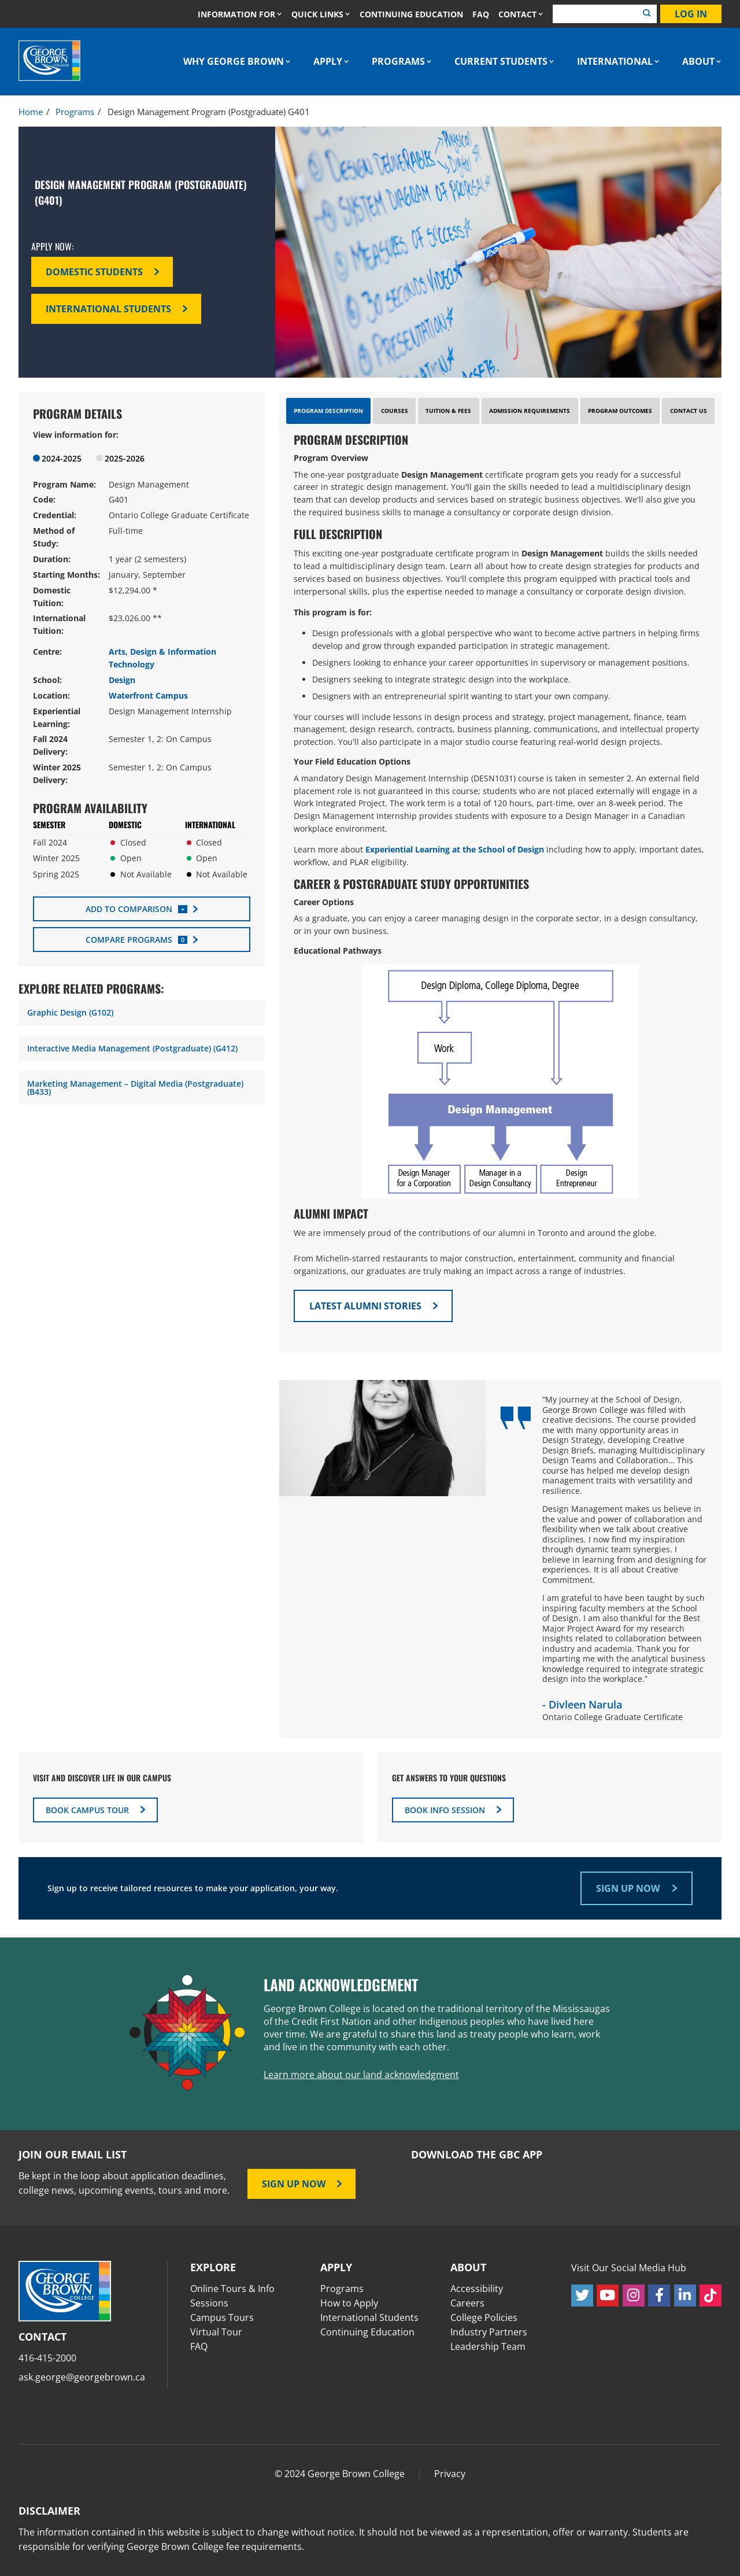 INFORMATION FOR QUICK LINKS CONTINUING EDUCATION FAQ CONTACT LOG IN
GEORGE BROWN COLLEGE
WHY GEORGE BROWN APPLY PROGRAMS CURRENT STUDENTS INTERNATIONAL ABOUT
Home / Programs / Design Management Program (Postgraduate) G401
DESIGN MANAGEMENT PROGRAM (POSTGRADUATE)
(G401)
APPLY NOW:
DOMESTIC STUDENTS
INTERNATIONAL STUDENTS
30 seconds VIDEO
Presentation
EXPO
PROGRAM DETAILS
View information for:
2024-2025 2025-2026
Program Name: Design Management
Code: G401
Credential: Ontario College Graduate Certificate
Method of Study: Full-time
Duration: 1 year (2 semesters)
Starting Months: January, September
Domestic Tuition: $12,294.00 *
International Tuition: $23,026.00 **
Centre: Arts, Design & Information Technology
School: Design
Location: Waterfront Campus
Experiential Learning: Design Management Internship
Fall 2024 Delivery: Semester 1, 2: On Campus
Winter 2025 Delivery: Semester 1, 2: On Campus
PROGRAM AVAILABILITY
SEMESTER DOMESTIC INTERNATIONAL
Fall 2024 Closed Closed
Winter 2025 Open Open
Spring 2025 Not Available Not Available
ADD TO COMPARISON +
COMPARE PROGRAMS 0
EXPLORE RELATED PROGRAMS:
Graphic Design (G102)
Interactive Media Management (Postgraduate) (G412)
Marketing Management – Digital Media (Postgraduate)
(B433)
PROGRAM DESCRIPTION COURSES TUITION & FEES ADMISSION REQUIREMENTS PROGRAM OUTCOMES CONTACT US
PROGRAM DESCRIPTION
Program Overview
The one-year postgraduate Design Management certificate program gets you ready for a successful
career in strategic design management. You'll gain the skills needed to lead a multidisciplinary design
team that can develop products and services based on strategic business objectives. We'll also give you
the required business skills to manage a consultancy or corporate design division.
FULL DESCRIPTION
This exciting one-year postgraduate certificate program in Design Management builds the skills needed
to lead a multidisciplinary design team. Learn all about how to create design strategies for products and
services based on business objectives. You'll complete this program equipped with practical tools and
interpersonal skills, plus the expertise needed to manage a consultancy or corporate design division.
This program is for:
Design professionals with a global perspective who want to become active partners in helping firms
develop and grow through expanded participation in strategic management.
Designers looking to enhance your career opportunities in supervisory or management positions.
Designers seeking to integrate strategic design into the workplace.
Designers with an entrepreneurial spirit wanting to start your own company.
Your courses will include lessons in design process and strategy, project management, finance, team
management, design research, contracts, business planning, communications, and intellectual property
protection. You'll also participate in a major studio course featuring real-world design projects.
Your Field Education Options
A mandatory Design Management Internship (DESN1031) course is taken in semester 2. An external field
placement role is not guaranteed and students who are not placed externally will engage in a
Work Integrated Project. The work term is a total of 120 hours, part-time, over an 8-week period. The
Design Management Internship provides students with exposure to a Design Manager in a Canadian
workplace environment.
Learn more about Experiential Learning at the School of Design including how to apply, important dates,
workflow, and PLAR eligibility.
CAREER & POSTGRADUATE STUDY OPPORTUNITIES
Career Options
As a graduate, you can enjoy a career managing design in the corporate sector, in a design consultancy,
or in your own business.
Educational Pathways
Design Diploma, College Diploma, Degree
Work
Design Management
Design Manager
for a Corporation
Manager in a
Design Consultancy
Design
Entrepreneur
ALUMNI IMPACT
We are immensely proud of the contributions of our alumni in Toronto and around the globe.
From Michelin-starred restaurants to major construction, entertainment, community and financial
organizations, our graduates are truly making an impact across a range of industries.
LATEST ALUMNI STORIES
"My journey at the School of Design,
George Brown College was filled with
creative decisions. The course provided
me with many opportunity areas in
Design Strategy, developing Creative
Design Briefs, managing Multidisciplinary
Design Teams and Collaboration... This
course has helped me develop design
management traits with versatility and
resilience.
Design Management makes us believe in
the value and power of collaboration and
flexibility when we talk about creative
disciplines. I now find my inspiration
through dynamic team synergies. I
believe in learning from and designing for
experiences. It is all about Creative
Commitment.
I am grateful to have been taught by such
inspiring faculty members at the School
of Design. I am also thankful for the Best
Major Project Award for my research
insights related to collaboration between
industry and academia. Thank you for
imparting me with the analytical business
knowledge required to integrate strategic
design into the workplace."
- Divleen Narula
Ontario College Graduate Certificate
VISIT AND DISCOVER LIFE IN OUR CAMPUS
BOOK CAMPUS TOUR
GET ANSWERS TO YOUR QUESTIONS
BOOK INFO SESSION
Sign up to receive tailored resources to make your application, your way.
SIGN UP NOW
LAND ACKNOWLEDGEMENT
George Brown College is located on the traditional territory of the Mississaugas
of the Credit First Nation and other Indigenous peoples who have lived here
over time. We are grateful to share this land as treaty people who learn, work
and live in the community with each other.
Learn more about our land acknowledgment
JOIN OUR EMAIL LIST
Be kept in the loop about application deadlines,
college news, upcoming events, tours and more.
SIGN UP NOW
DOWNLOAD THE GBC APP
GEORGE BROWN COLLEGE
CONTACT
416-415-2000
ask.george@georgebrown.ca
EXPLORE
Online Tours & Info
Sessions
Campus Tours
Virtual Tour
FAQ
APPLY
Programs
How to Apply
International Students
Continuing Education
ABOUT
Accessibility
Careers
College Policies
Industry Partners
Leadership Team
Visit Our Social Media Hub
© 2024 George Brown College Privacy
DISCLAIMER
The information contained in this website is subject to change without notice. It should not be viewed as a representation, offer or warranty. Students are
responsible for verifying George Brown College fee requirements.